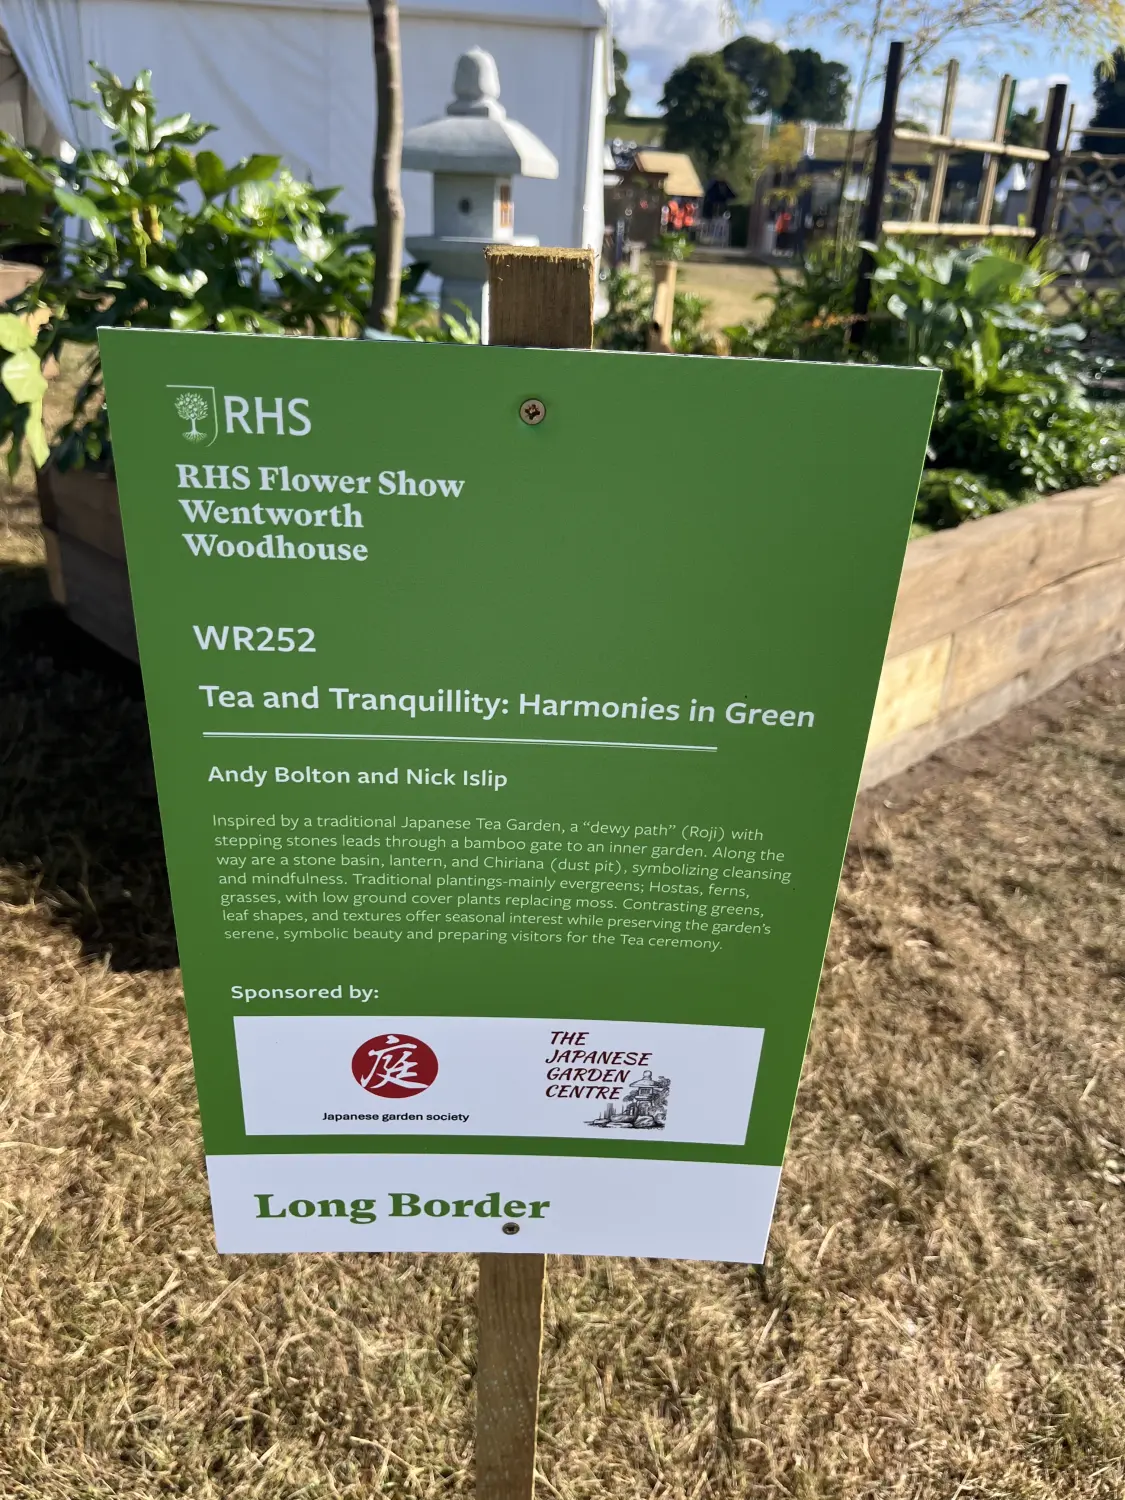 RHS
RHS Flower Show
Wentworth
Woodhouse
WR252
Tea and Tranquillity: Harmonies in Green
Andy Bolton and Nick Islip
Inspired by a traditional Japanese Tea Garden, a “dewy path” (Roji) with
stepping stones leads through a bamboo gate to an inner garden. Along the
way are a stone basin, lantern, and Chiriana (dust pit), symbolizing cleansing
and mindfulness. Traditional plantings-mainly evergreens; Hostas, ferns,
grasses, with low ground cover plants replacing moss. Contrasting greens,
leaf shapes, and textures offer seasonal interest while preserving the garden’s
serene, symbolic beauty and preparing visitors for the Tea ceremony.
Sponsored by:
庭
Japanese garden society
THE
JAPANESE
GARDEN
CENTRE
Long Border